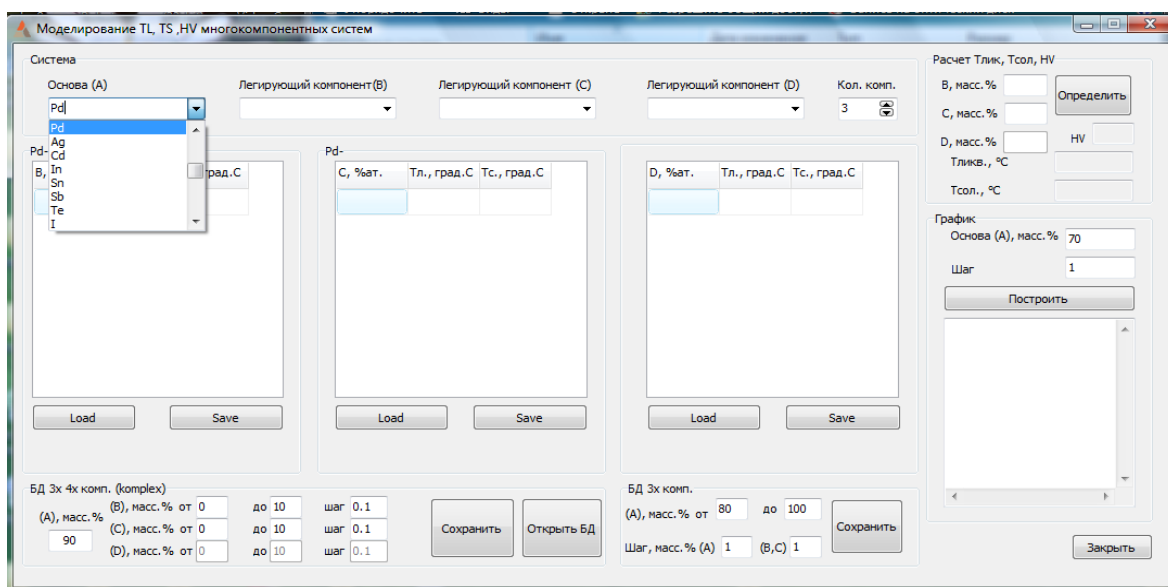 Моделирование TL, TS ,HV многокомпонентных систем
Система
Основа (A)
Легирующий компонент(B)
Легирующий компонент (C)
Легирующий компонент (D)
Кол. комп.
Pd
3
Pd
Ag
Cd
In
Sn
Sb
Te
I
Pd-
B,
град.C
Pd-
C, %ат.
Тл., град.C
Тс., град.C
D, %ат.
Тл., град.C
Тс., град.C
Load
Save
Load
Save
Load
Save
Расчет Тлик, Тсол, HV
B, масс.%
Определить
C, масс.%
D, масс.%
HV
Тликв., ºC
Тсол., ºC
График
Основа (A), масс.%
70
Шаг
1
Построить
БД 3х 4х комп. (komplex)
(A), масс.%
90
(B), масс.% от 0 до 10 шаг 0.1
(C), масс.% от 0 до 10 шаг 0.1
(D), масс.% от 0 до 10 шаг 0.1
Сохранить
Открыть БД
БД 3х комп.
(A), масс.% от 80 до 100
Шаг, масс.% (A) 1 (B,C) 1
Сохранить
Закрыть